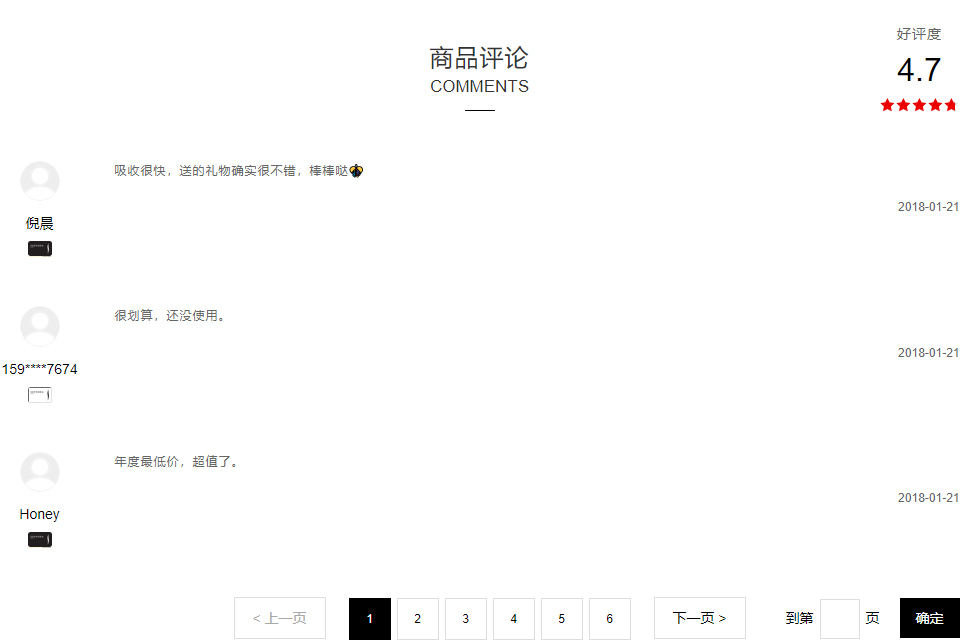 好评度
商品评论
4.7
COMMENTS
吸收很快，送的礼物确实很不错，棒棒哒
2018-01-21
倪晨
很划算，还没使用。
2018-01-21
159****7674
年度最低价，超值了。
2018-01-21
Honey
< 上一页 1 2 3 4 5 6 下一页 > 到第 页 确定